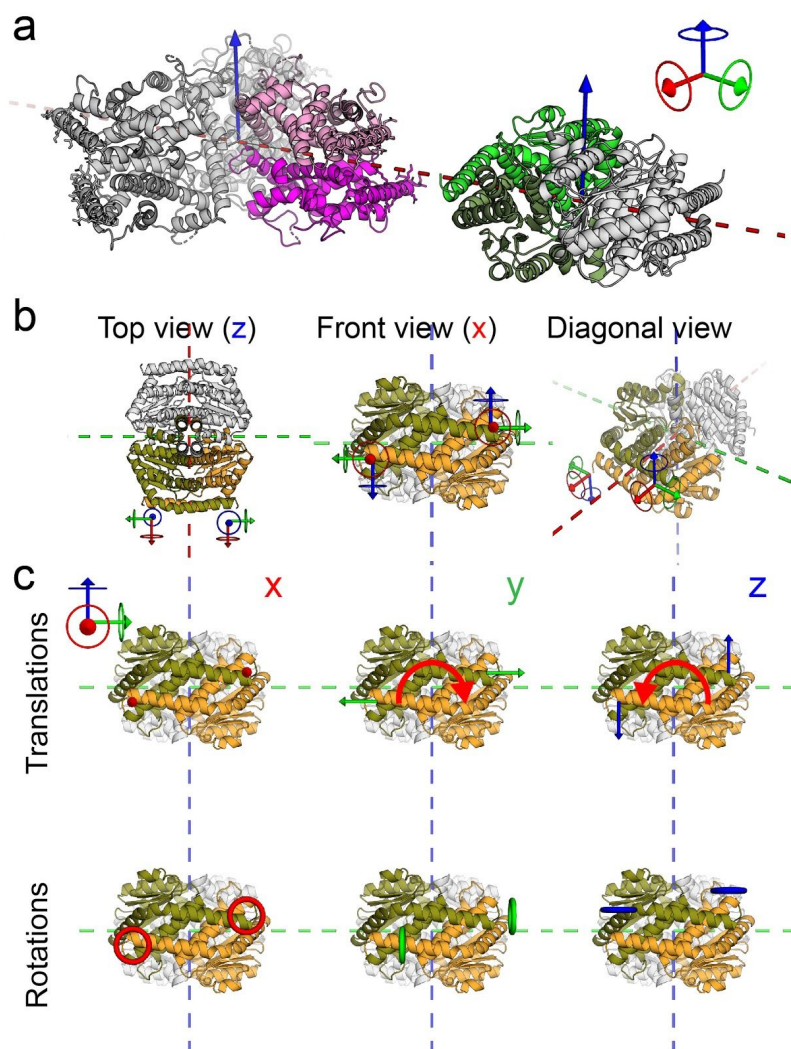 a
b
Top view (z)
Front view (x)
Diagonal view
c
x
y
z
Translations
Rotations